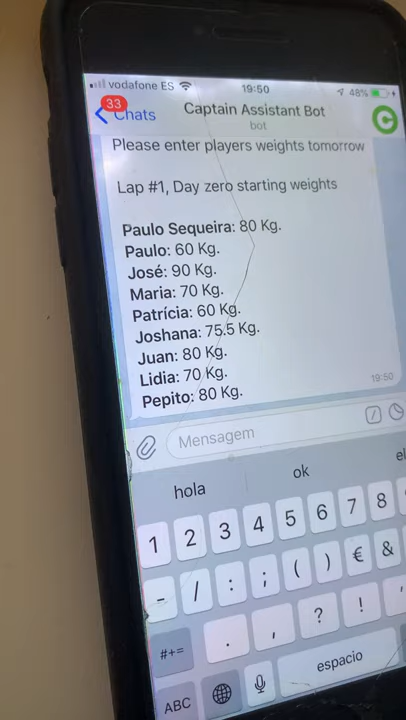 vodafone ES 19:50 48%
33
Chats Captain Assistant Bot
bot
C
Please enter players weights tomorrow
Lap #1, Day zero starting weights
Paulo Sequeira: 80 Kg.
Paulo: 60 Kg.
José: 90 Kg.
Maria: 70 Kg.
Patrícia: 60 Kg.
Joshana: 75.5 Kg.
Juan: 80 Kg.
Lidia: 70 Kg.
Pepito: 80 Kg.
19:50
Mensagem /
hola ok el
1 2 3 4 5 6 7 8
- / : ; ( ) € &
#+= . , ? ! '
ABC espacio